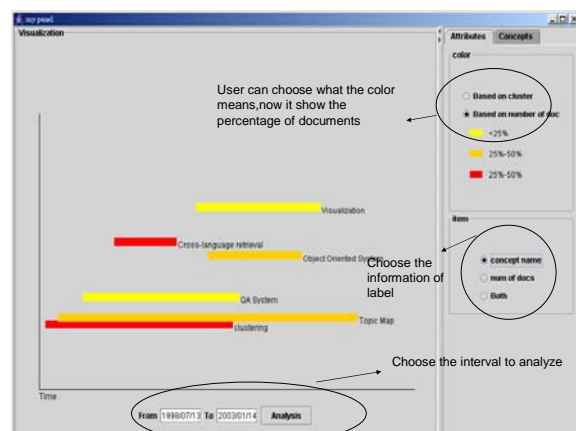 my panel
Visualization
Attributes Concepts
color
Based on cluster
Based on number of doc
<25%
25%-50%
25%-50%
User can choose what the color
means,now it show the
percentage of documents
Visualization
Cross-language retrieval
Object Oriented System
QA System
Topic Map
clustering
item
concept name
num of docs
Both
Choose the
information of
label
Choose the interval to analyze
Time
From 1998/07/13 To 2003/01/14 Analysis